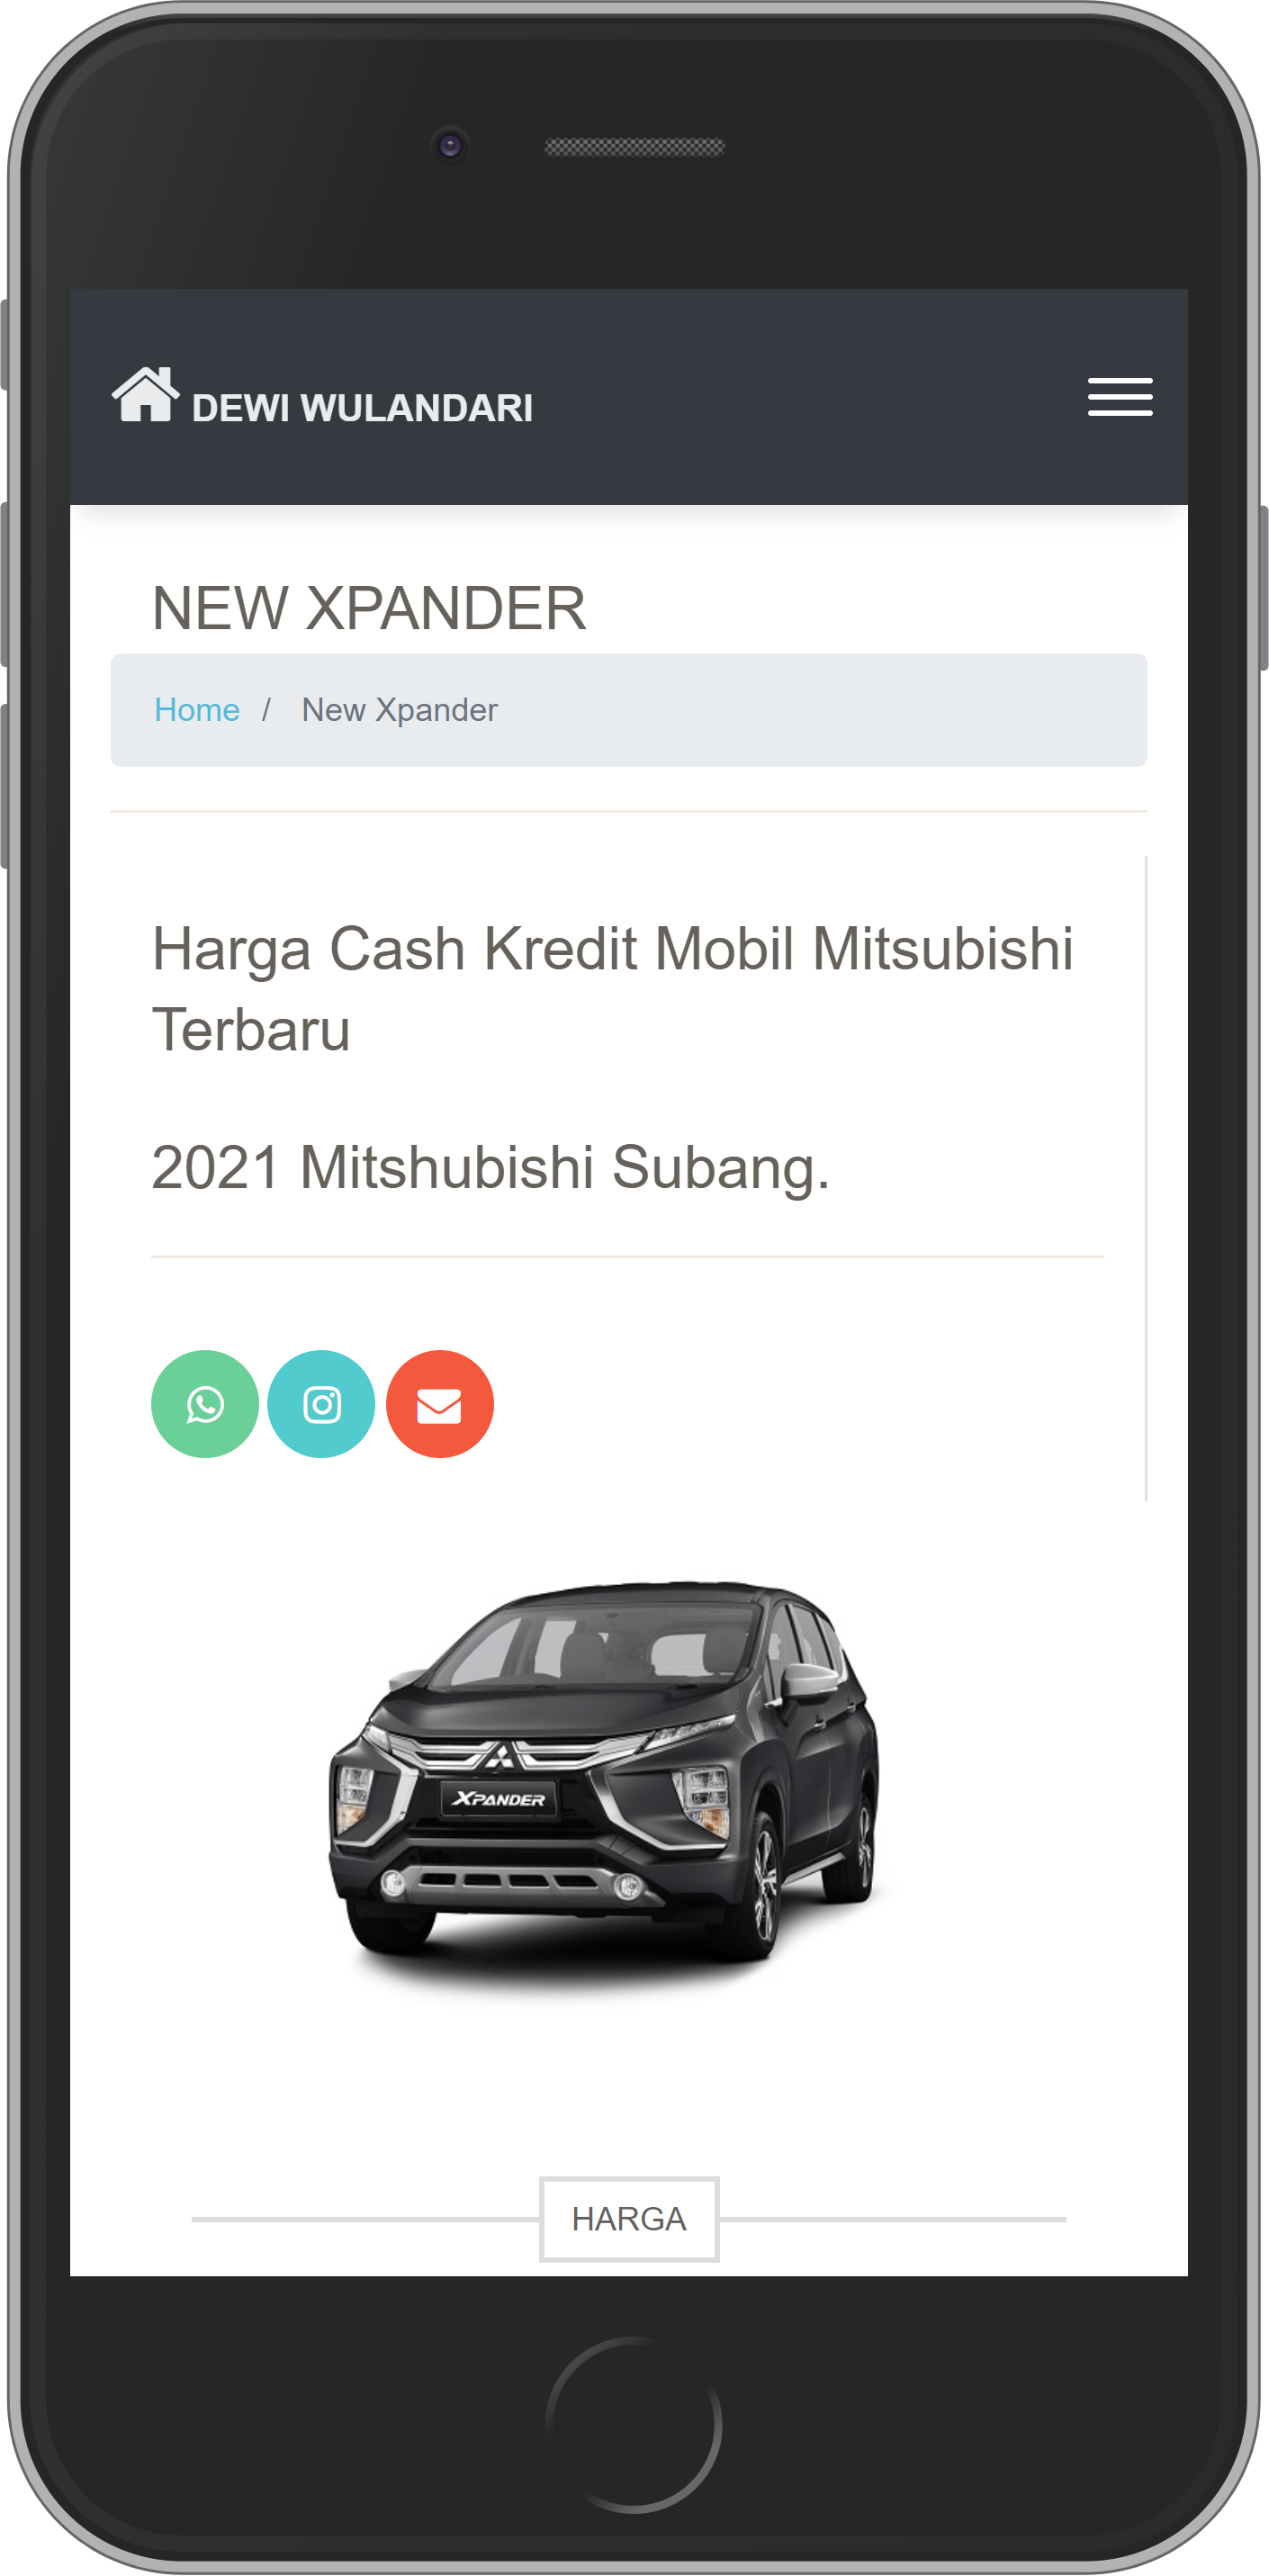 DEWI WULANDARI
NEW XPANDER
Home / New Xpander
Harga Cash Kredit Mobil Mitsubishi
Terbaru
2021 Mitshubishi Subang.
XPANDER
HARGA